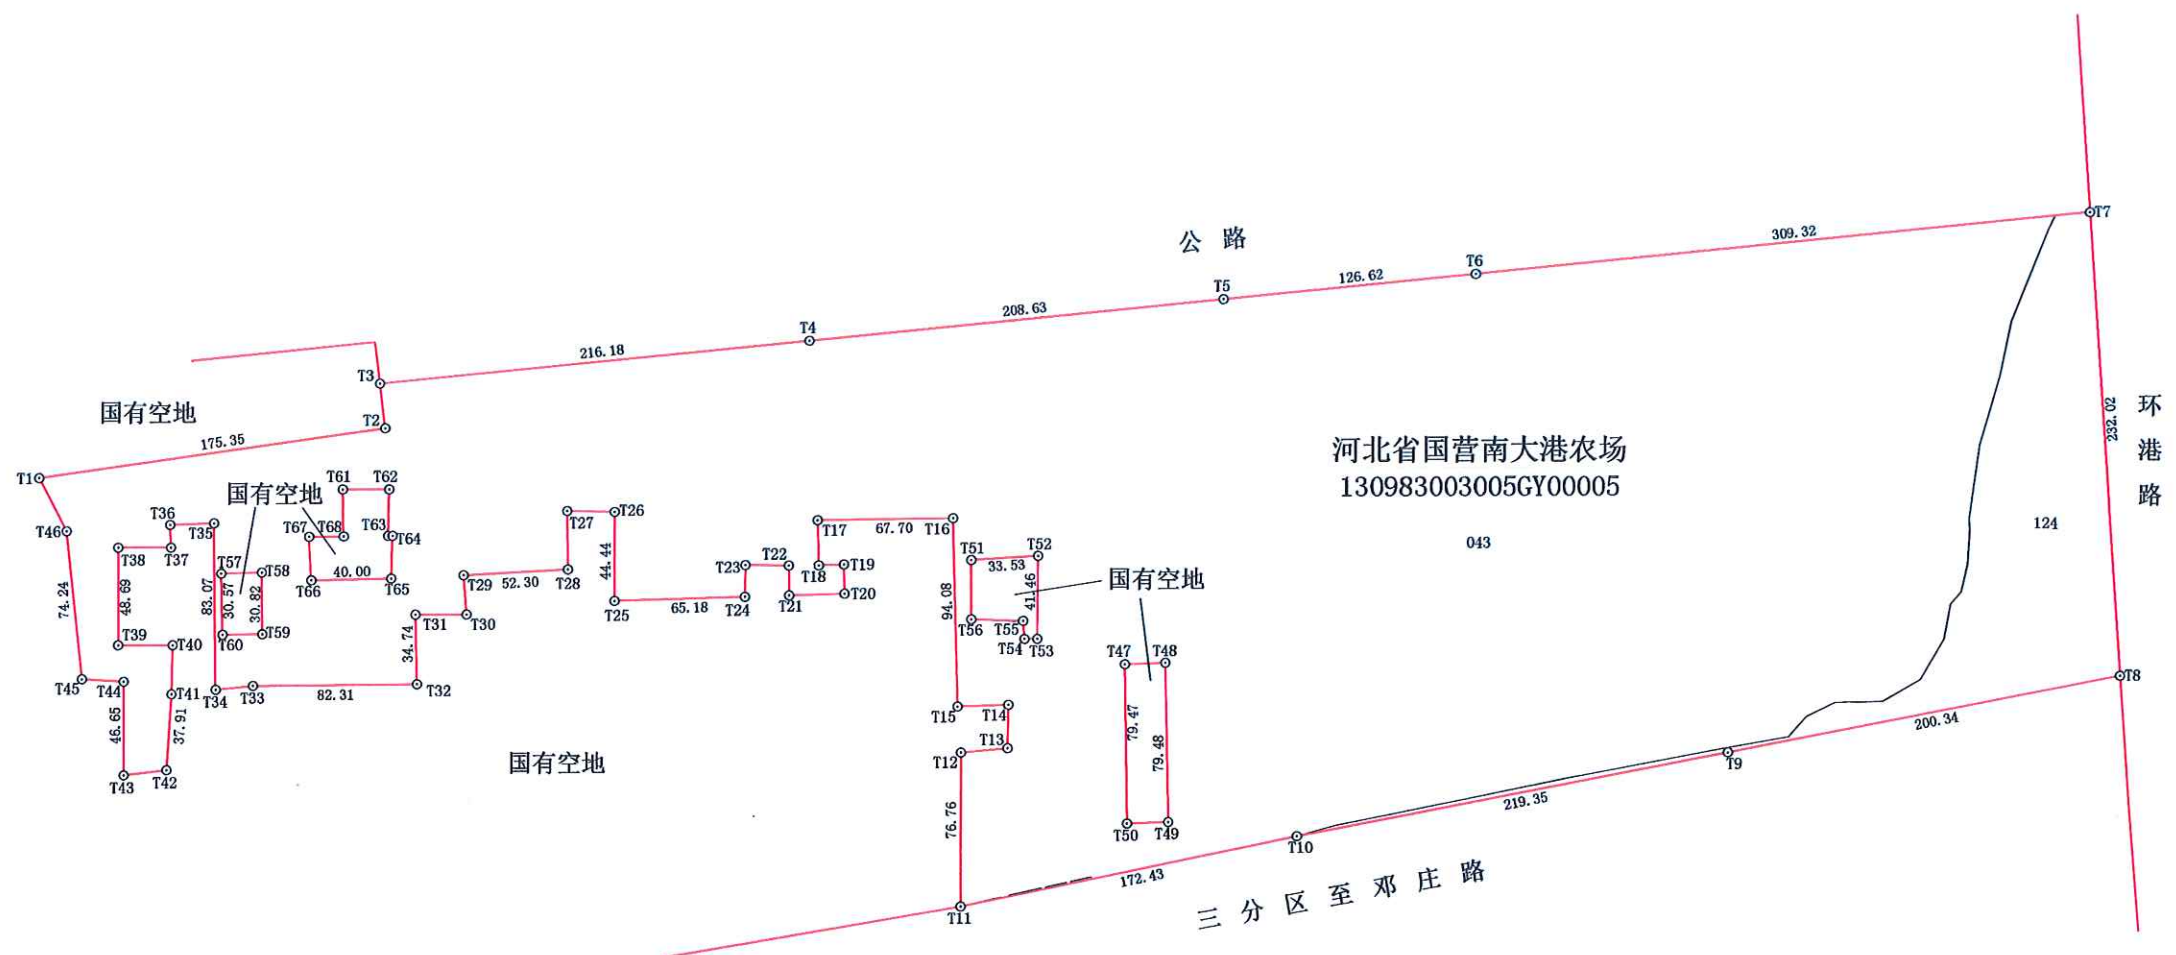 公路
T7
309.32
T6
126.62
T5
208.63
T4
216.18
T3
国有空地
T2
175.35
T1
环港路
232.02
河北省国营南大港农场
130983003005GY00005
043
124
T61
T62
国有空地
T36
T35
T67
T68
T63
T64
T46
T38
T37
T57
T58
40.00
T66
T65
T27
T26
T17
67.70
T16
T51
T52
33.53
国有空地
T29
52.30
T28
44.44
T23
T22
T18
T19
74.24
48.69
83.07
30.57
30.82
T31
T30
T25
65.18
T24
T21
T20
94.08
41.46
T39
T40
T60
T59
34.74
T56
T55
T54
T53
T47
T48
T45
T44
T41
T34
T33
82.31
T32
T8
46.65
37.91
T15
T14
79.47
79.48
200.34
T43
T42
国有空地
T12
T13
T9
76.76
219.35
T50
T49
T10
172.43
三分区至邓庄路
T11